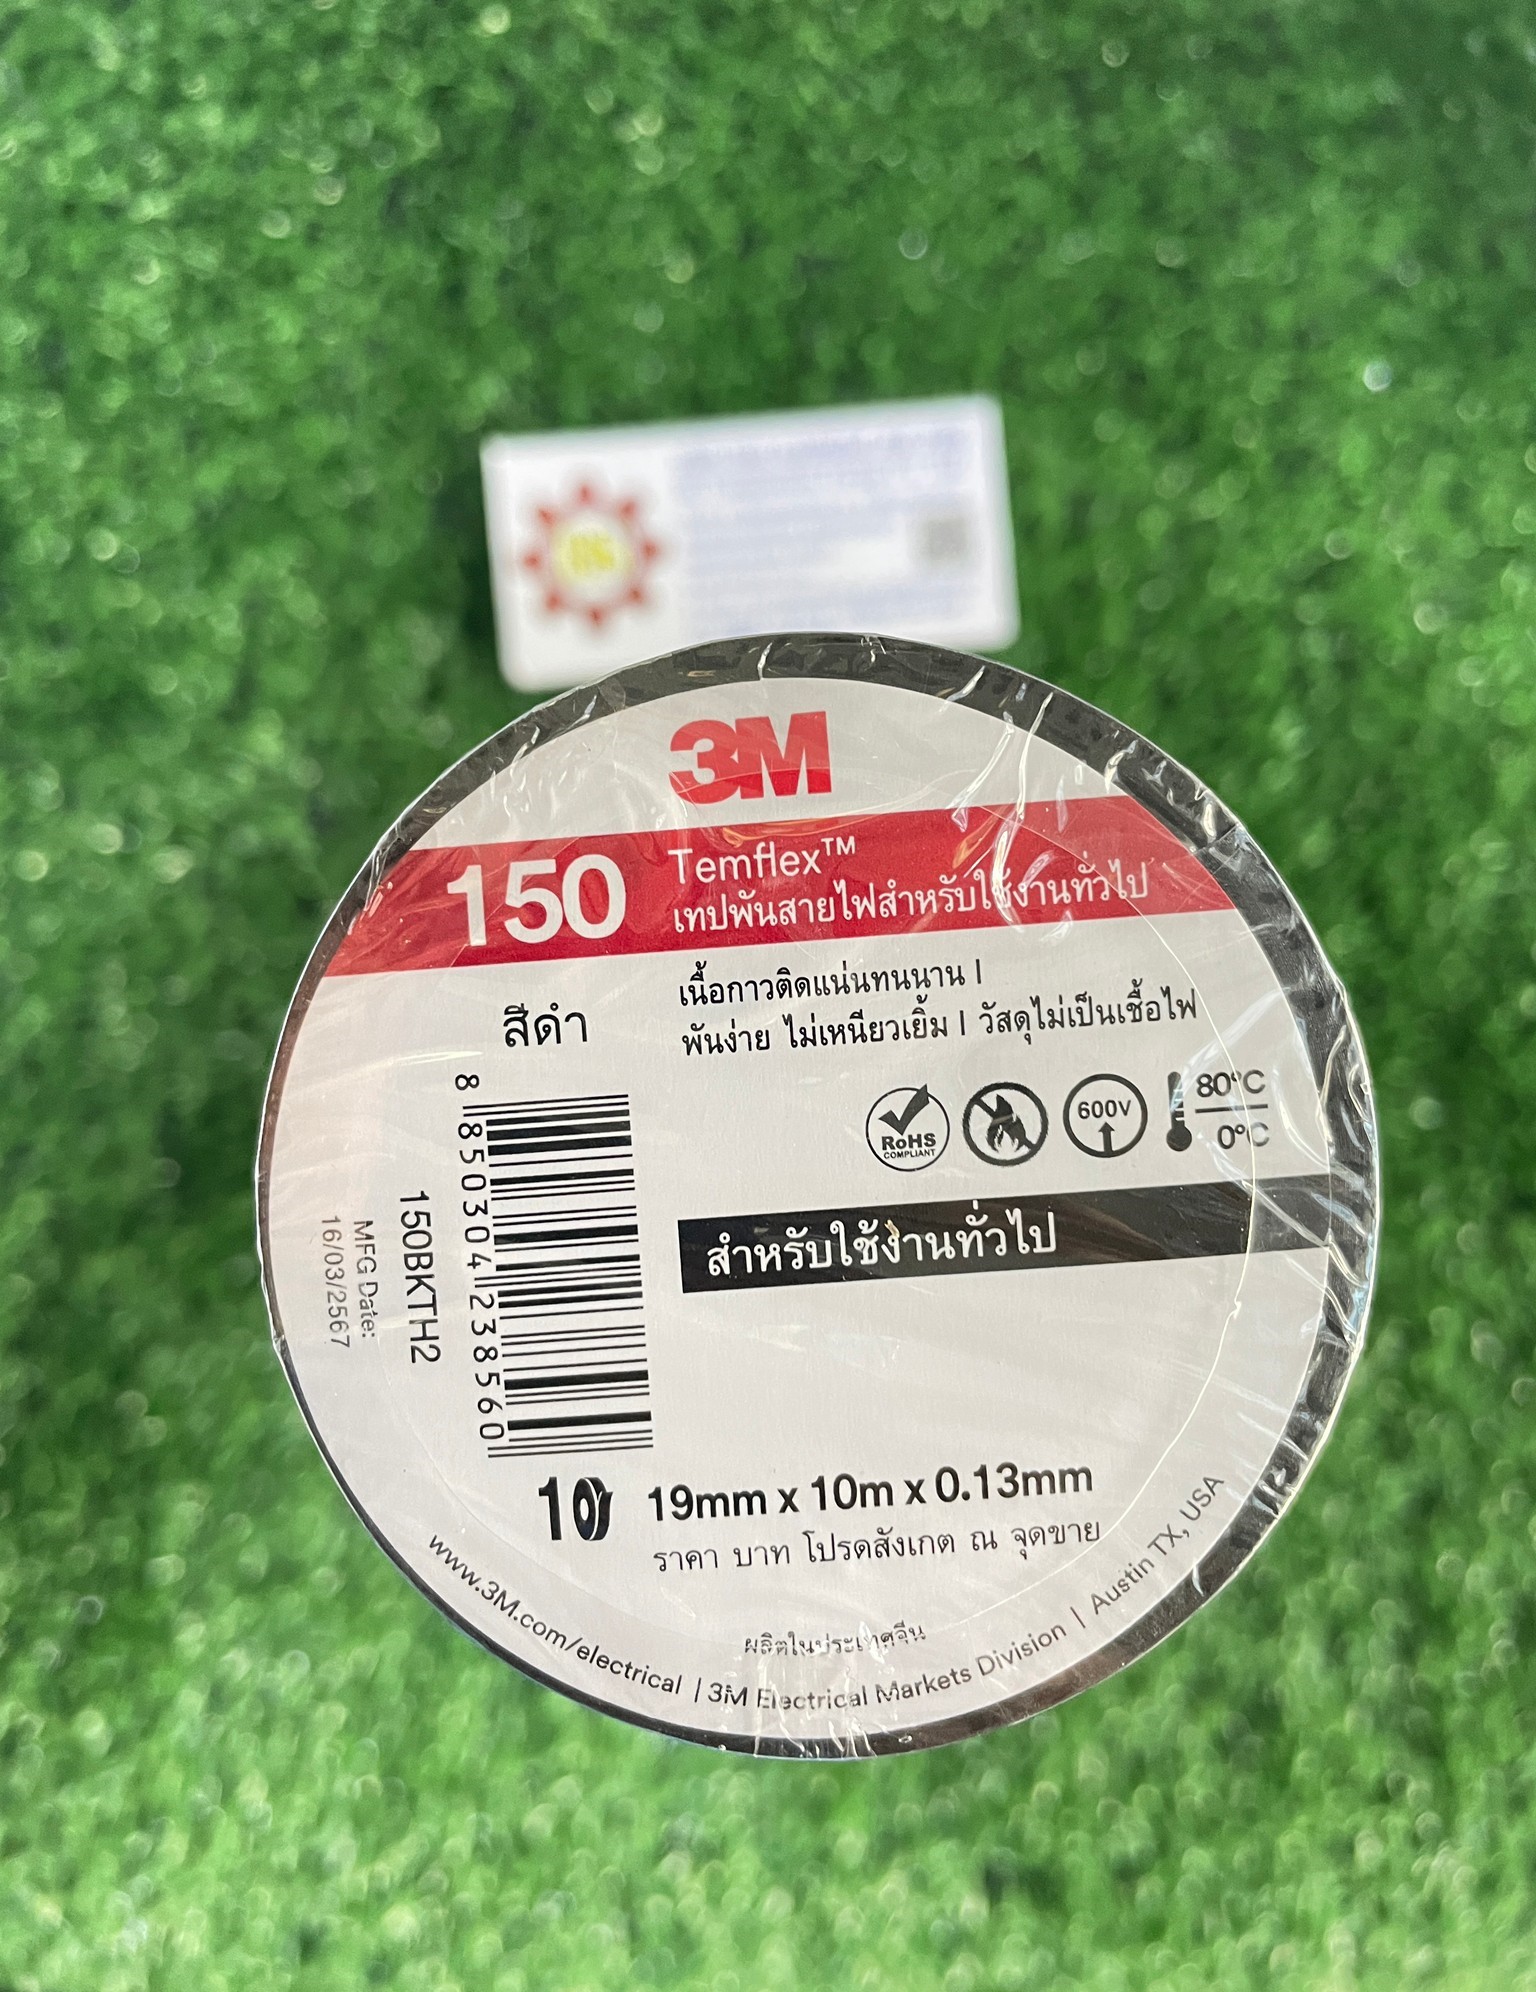 3M
150
Temflex™
เทปพันสายไฟสำหรับใช้งานทั่วไป
สีดำ
เนื้อกาวติดแน่นทนนาน |
พันง่าย ไม่เหนียวเยิ้ม | วัสดุไม่เป็นเชื้อไฟ
RoHS
COMPLIANT
600V
80°C
0°C
สำหรับใช้งานทั่วไป
8 850304 238560
150BKTH2
MFG Date:
16/03/2567
10
19mm x 10m x 0.13mm
ราคา บาท โปรดสังเกต ณ จุดขาย
ผลิตในประเทศจีน
www.3M.com/electrical | 3M Electrical Markets Division | Austin TX, USA